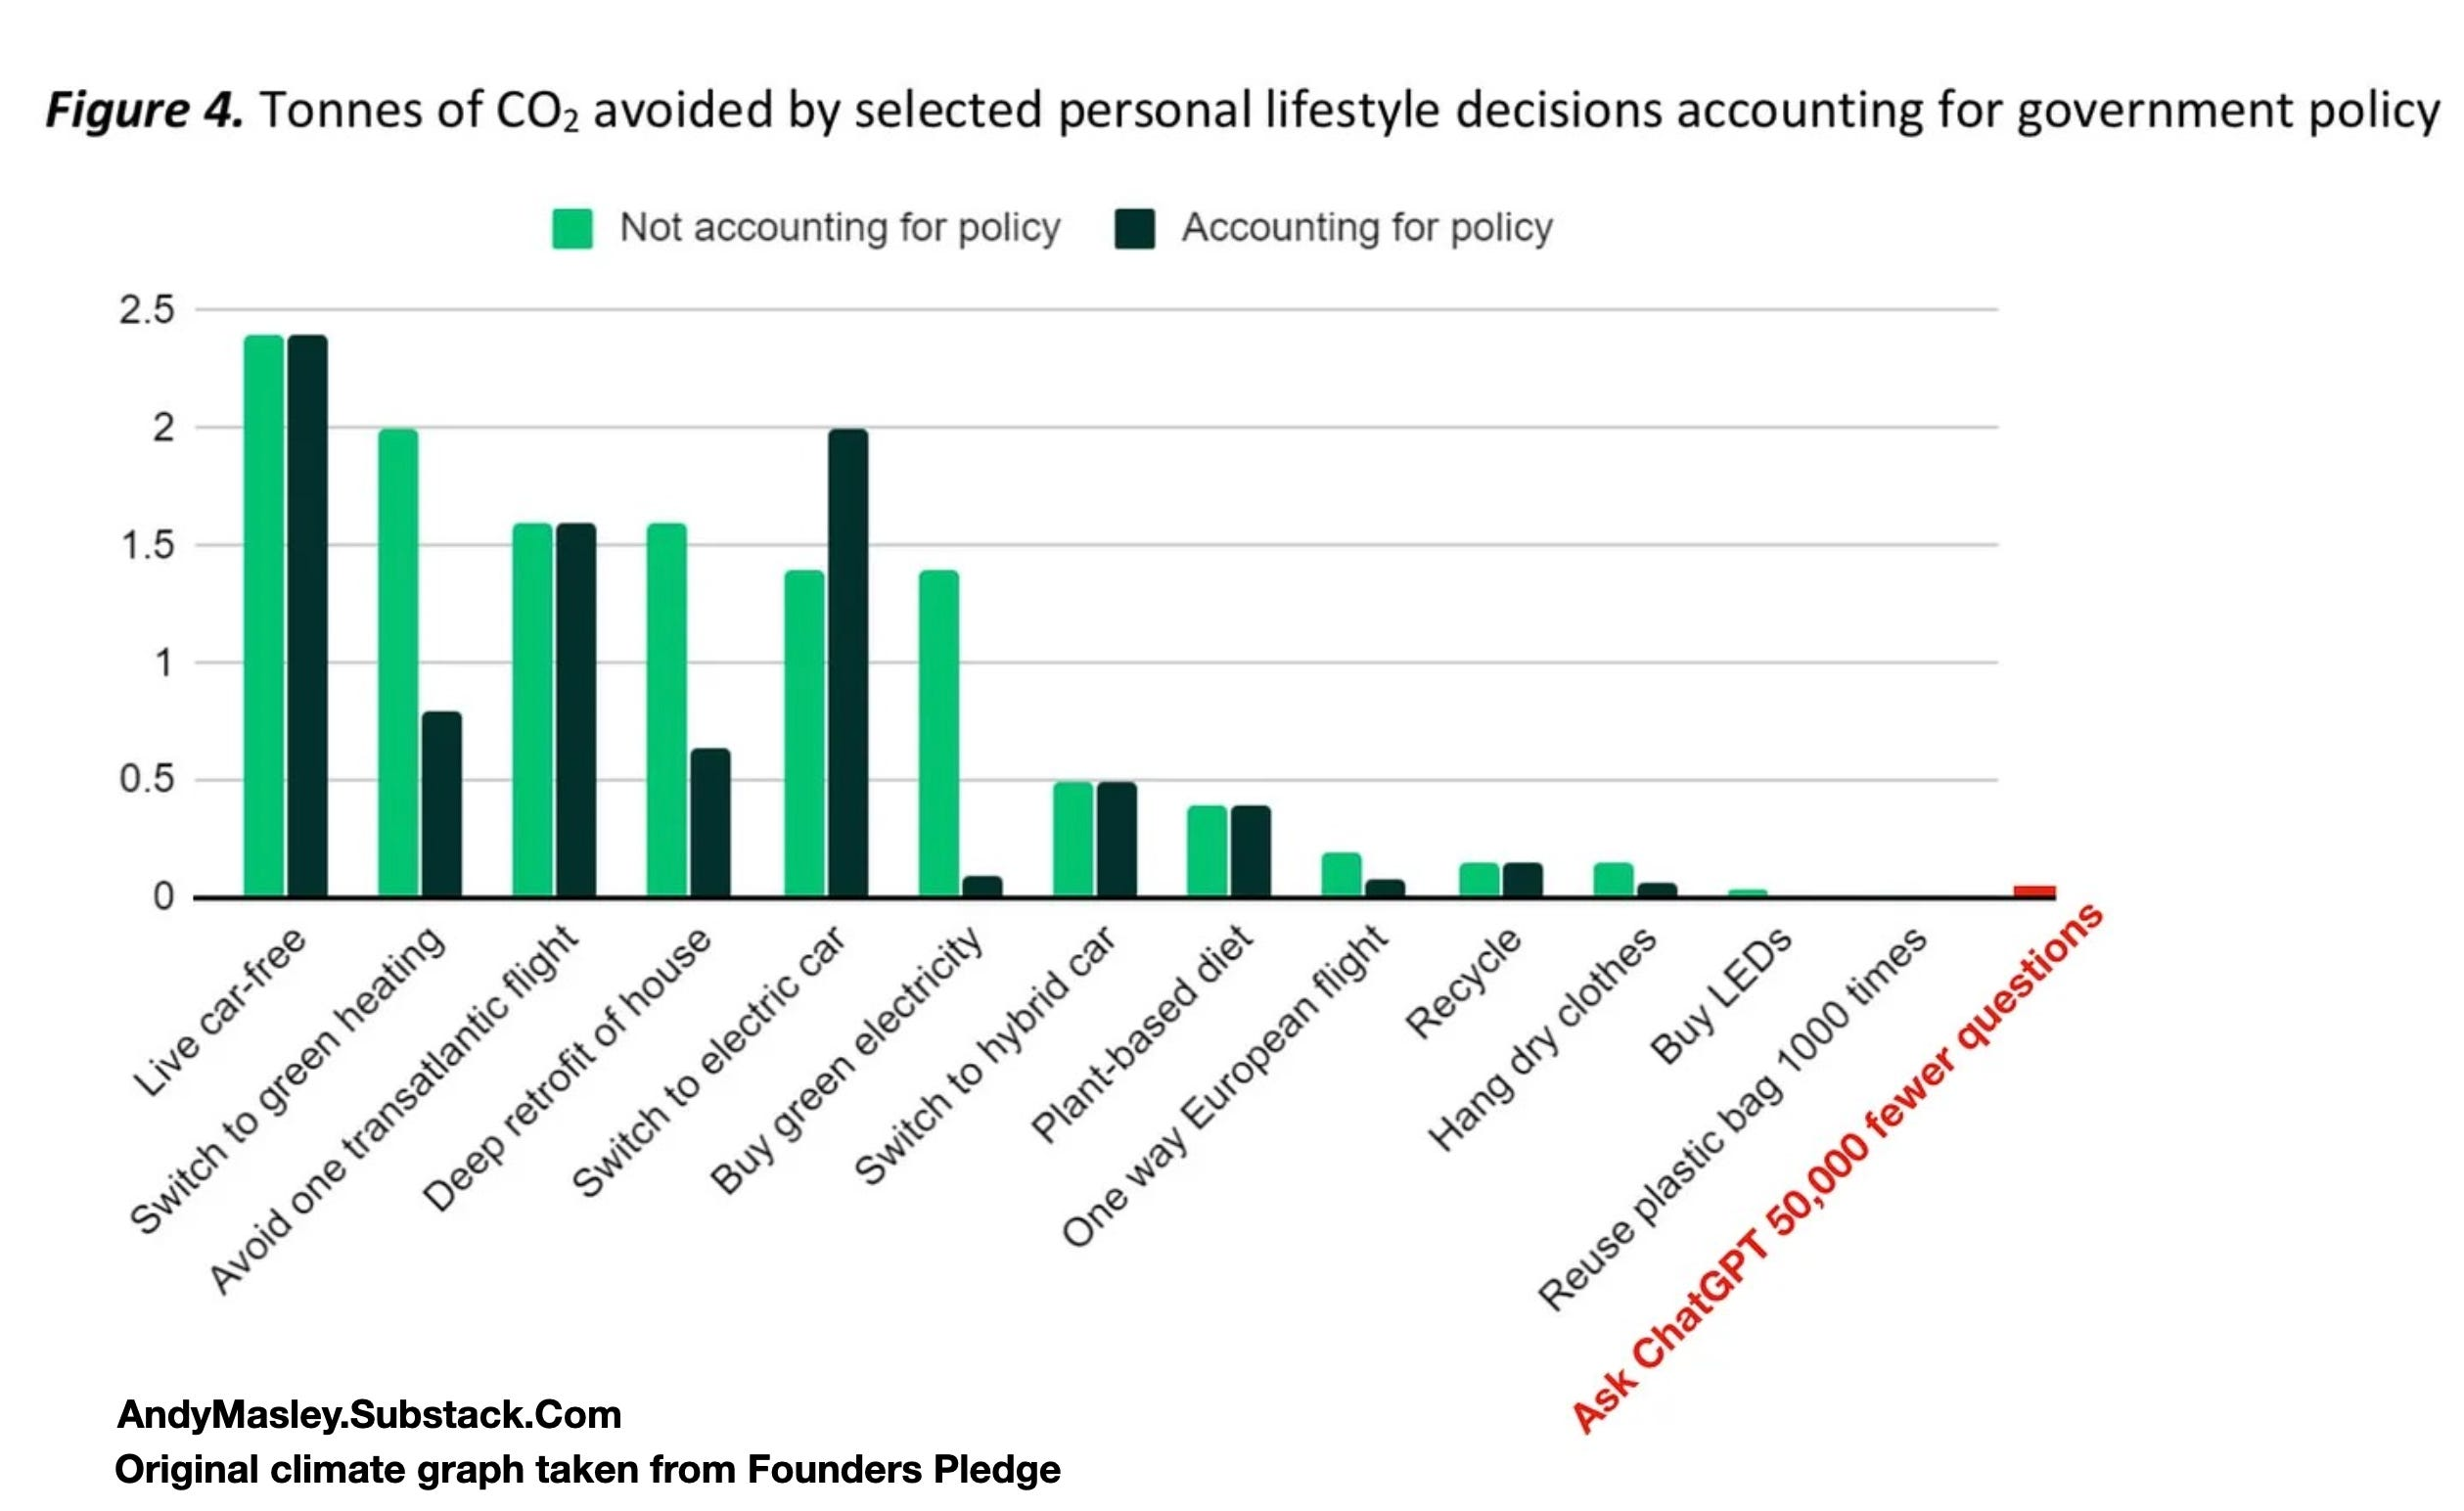 Figure 4. Tonnes of CO₂ avoided by selected personal lifestyle decisions accounting for government policy
Not accounting for policy
Accounting for policy
2.5
2
1.5
1
0.5
0
Live car-free
Switch to green heating
Avoid one transatlantic flight
Deep retrofit of house
Switch to electric car
Buy green electricity
Switch to hybrid car
Plant-based diet
One way European flight
Recycle
Hang dry clothes
Buy LEDs
Reuse plastic bag 1000 times
Ask ChatGPT 50,000 fewer questions
AndyMasley.Substack.Com
Original climate graph taken from Founders Pledge